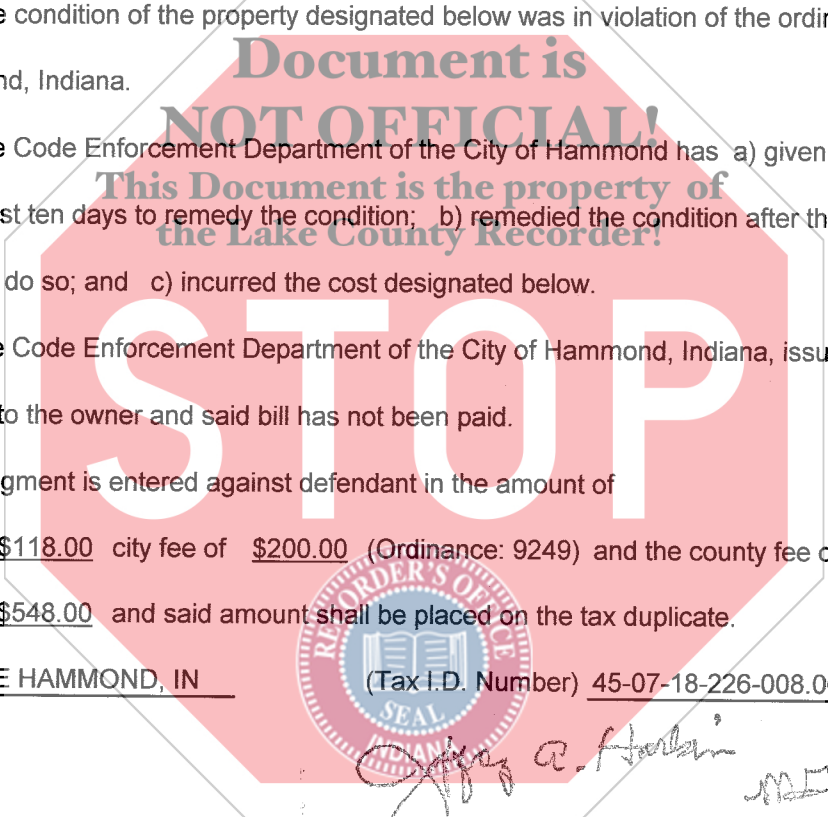 e condition of the property designated below was in violation of the ordin
Document is
nd, Indiana.
NOT OFFICIAL!
e Code Enforcement Department of the City of Hammond has a) given
This Document is the property of
st ten days to remedy the condition; b) remedied the condition after th
the Lake County Recorder!
do so; and c) incurred the cost designated below.
STOP
e Code Enforcement Department of the City of Hammond, Indiana, issu
to the owner and said bill has not been paid.
gment is entered against defendant in the amount of
$118.00 city fee of $200.00 (Ordinance: 9249) and the county fee o
$548.00 and said amount shall be placed on the tax duplicate.
RECORDER'S OFFICE
E HAMMOND, IN (Tax I.D. Number) 45-07-18-226-008.0
SEAL
INDIANA
a. Harkin